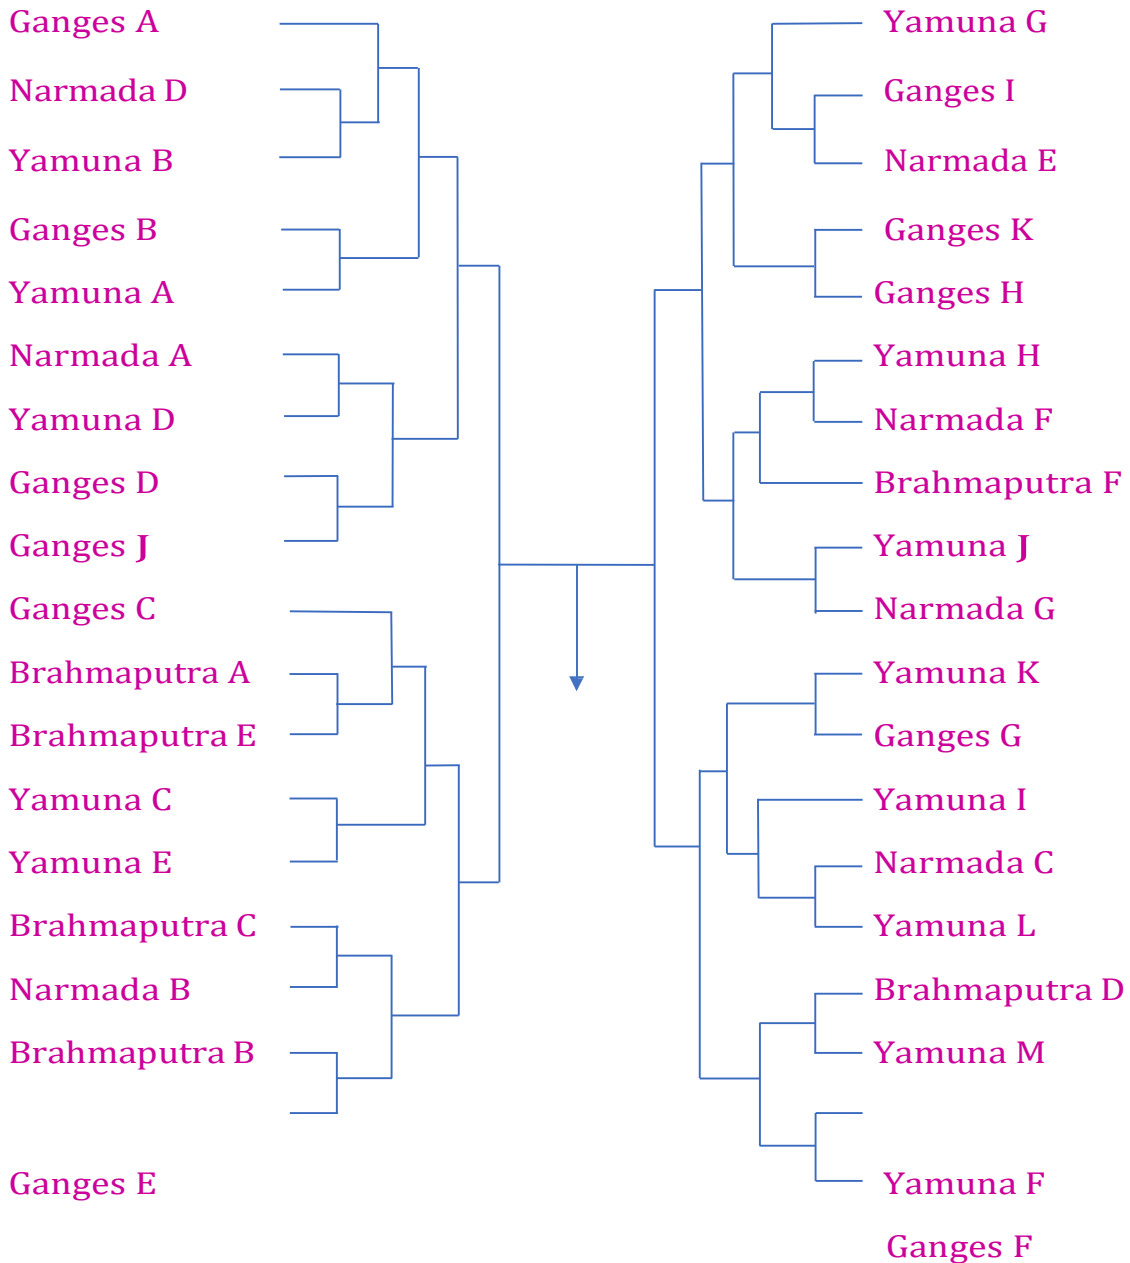 Ganges A
Narmada D
Yamuna B
Ganges B
Yamuna A
Narmada A
Yamuna D
Ganges D
Ganges J
Ganges C
Brahmaputra A
Brahmaputra E
Yamuna C
Yamuna E
Brahmaputra C
Narmada B
Brahmaputra B
Ganges E
Yamuna G
Ganges I
Narmada E
Ganges K
Ganges H
Yamuna H
Narmada F
Brahmaputra F
Yamuna J
Narmada G
Yamuna K
Ganges G
Yamuna I
Narmada C
Yamuna L
Brahmaputra D
Yamuna M
Yamuna F
Ganges F